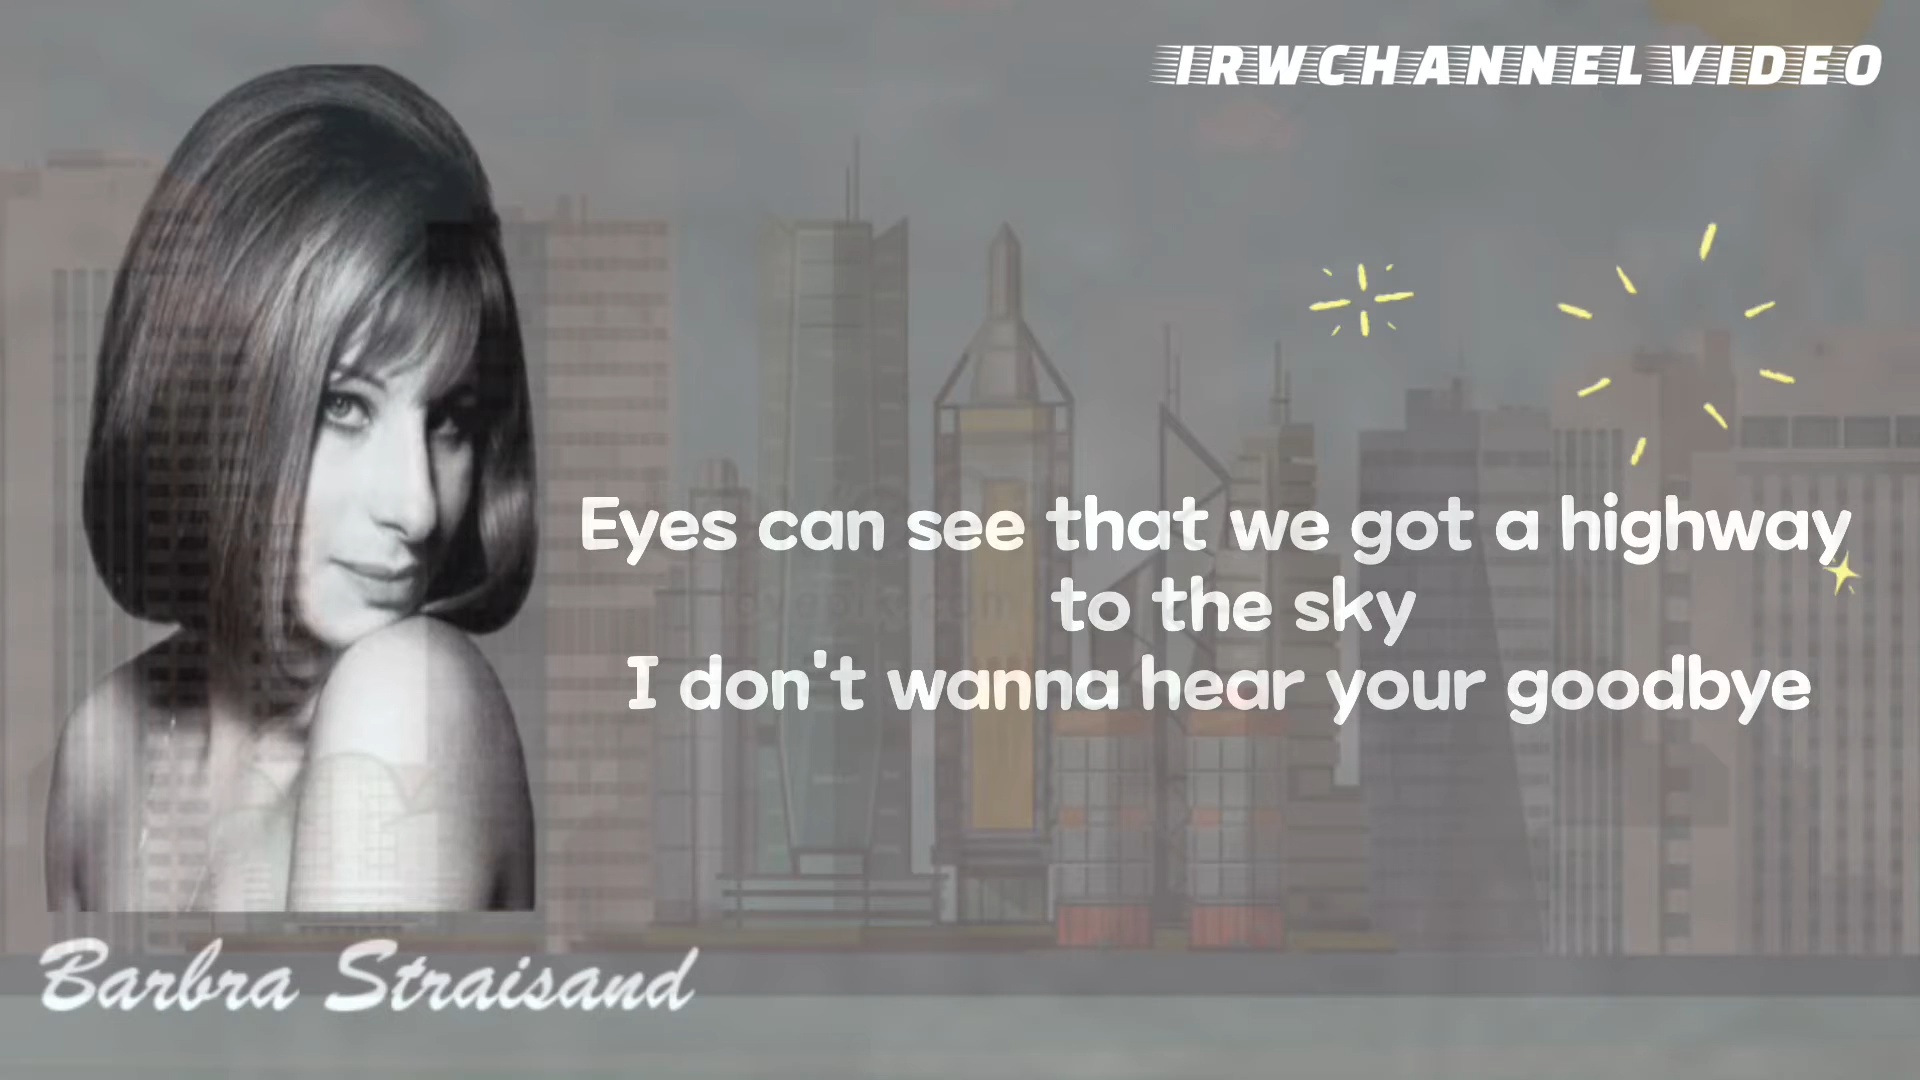 IRWCHANNEL VIDEO
Eyes can see that we got a highway
to the sky
I don't wanna hear your goodbye
Barbra Straisand